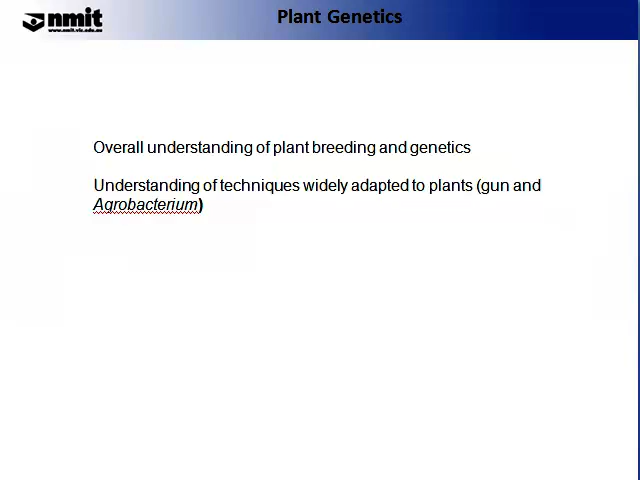 nmit
www.nmit.vic.edu.au
Plant Genetics
Overall understanding of plant breeding and genetics
Understanding of techniques widely adapted to plants (gun and
Agrobacterium)